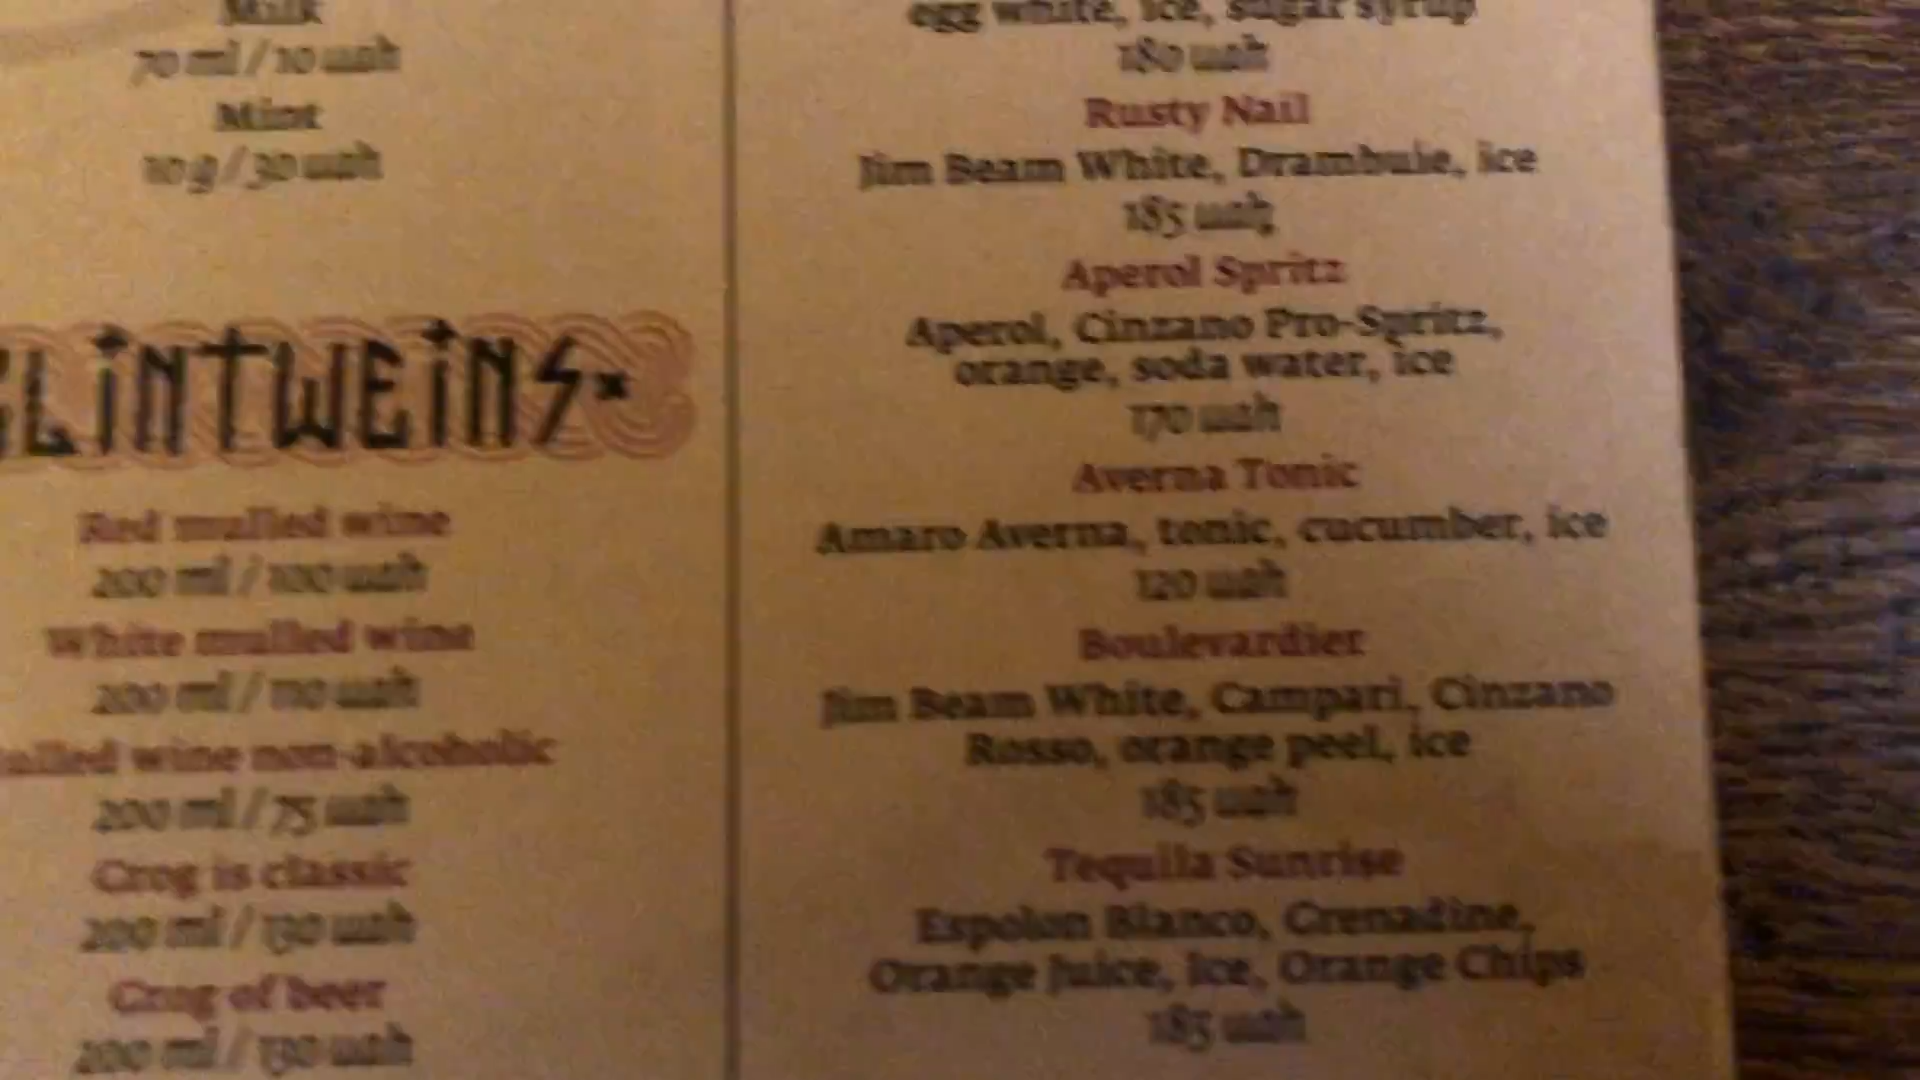 Milk
70 ml / 10 uah
Mint
10 g / 30 uah
LiNTWEiNS
Red mulled wine
200 ml / 100 uah
White mulled wine
200 ml / 110 uah
ulled wine non-alcoholic
200 ml / 75 uah
Grog is classic
200 ml / 130 uah
Grog of beer
200 ml / 130 uah
egg white, ice, sugar syrup
180 uah
Rusty Nail
Jim Beam White, Drambuie, ice
185 uah
Aperol Spritz
Aperol, Cinzano Pro-Spritz,
orange, soda water, ice
170 uah
Averna Tonic
Amaro Averna, tonic, cucumber, ice
120 uah
Boulevardier
Jim Beam White, Campari, Cinzano
Rosso, orange peel, ice
185 uah
Tequila Sunrise
Espolon Blanco, Grenadine,
Orange Juice, Ice, Orange Chips
185 uah